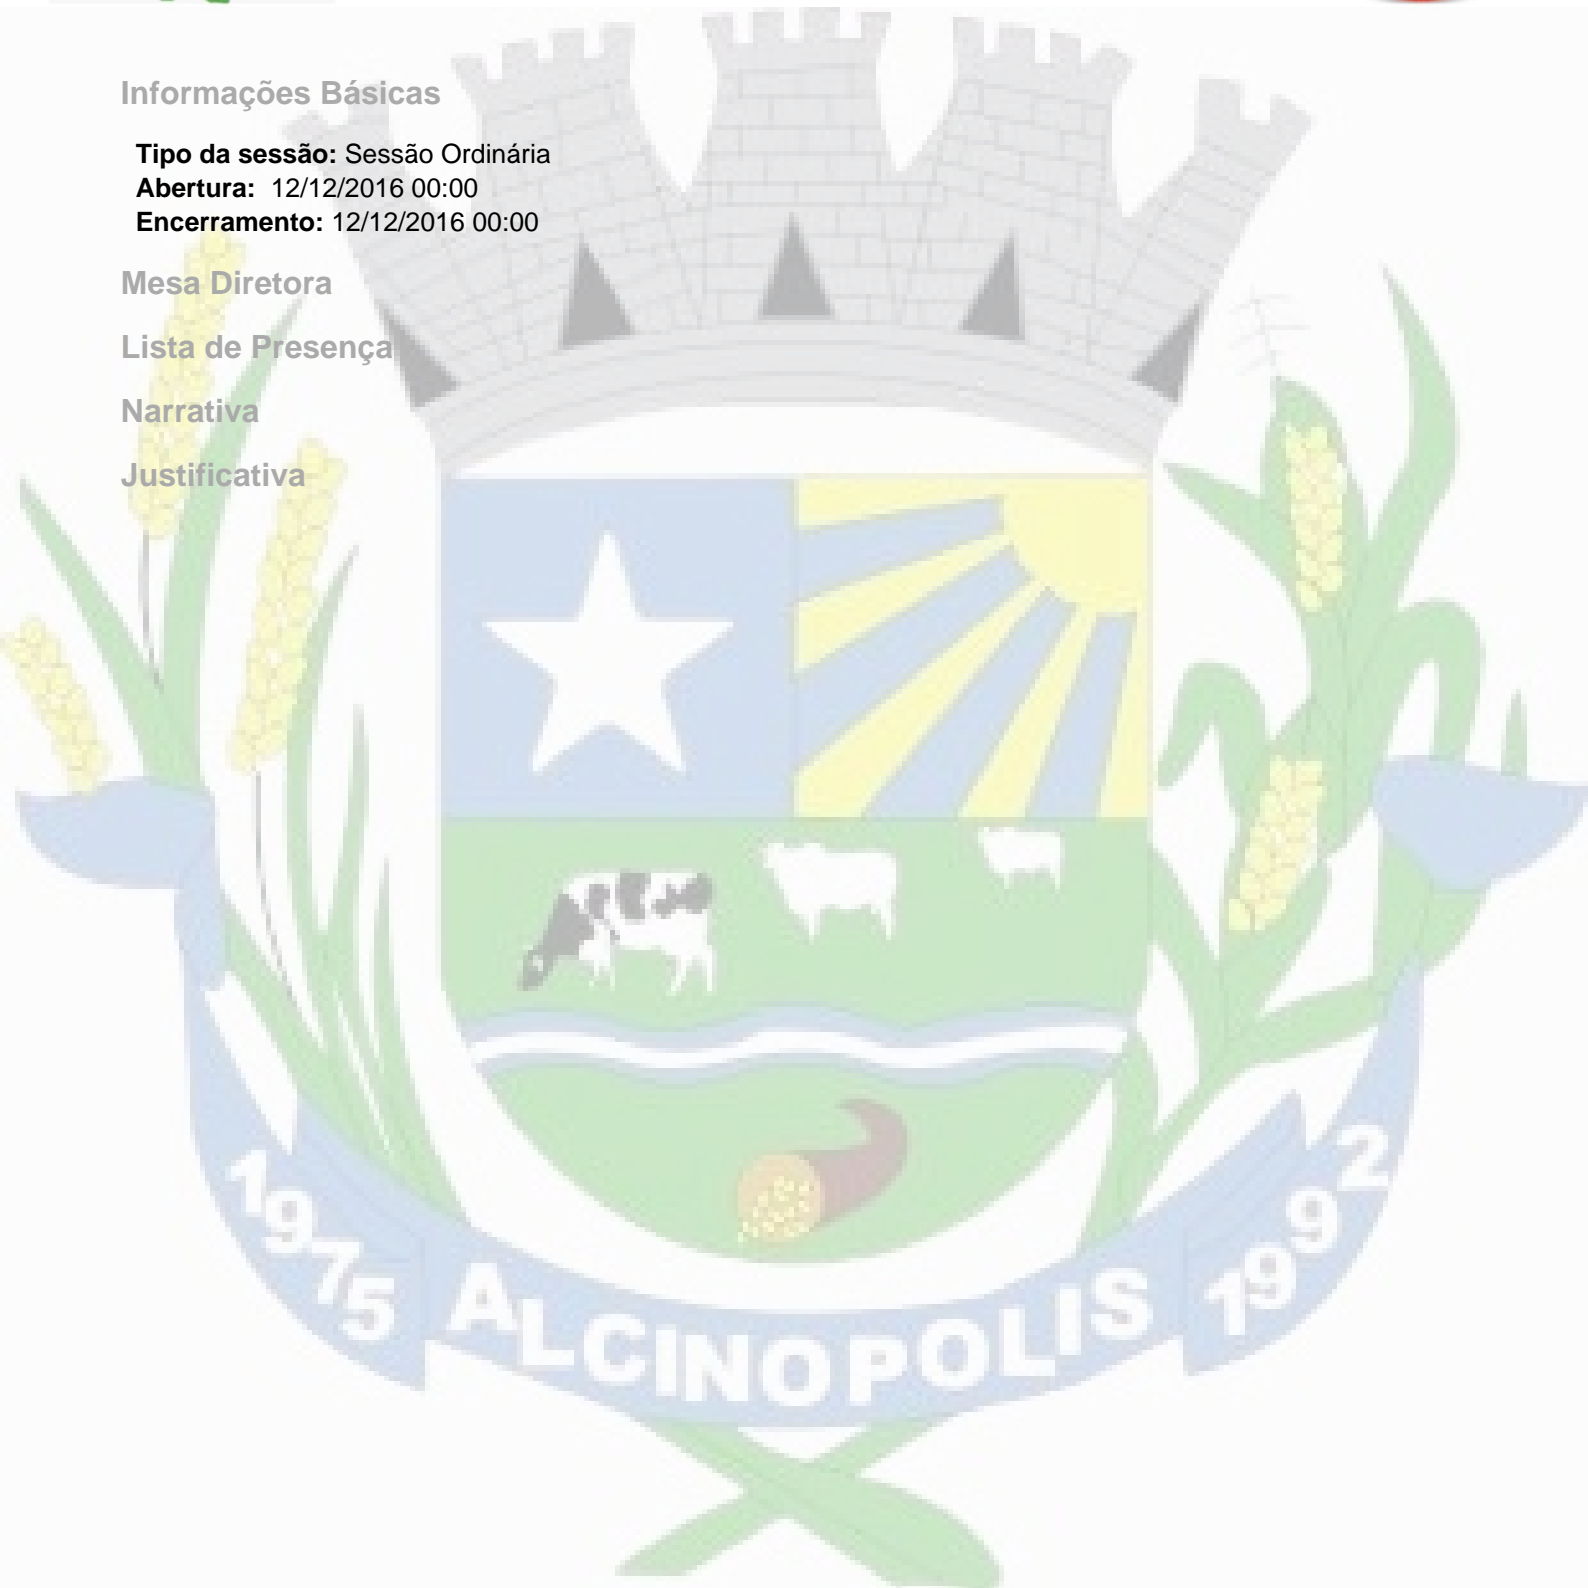 Informações Básicas
Tipo da sessão: Sessão Ordinária
Abertura: 12/12/2016 00:00
Encerramento: 12/12/2016 00:00
Mesa Diretora
Lista de Presença
Narrativa
Justificativa
1975 ALCINOPOLIS 1992